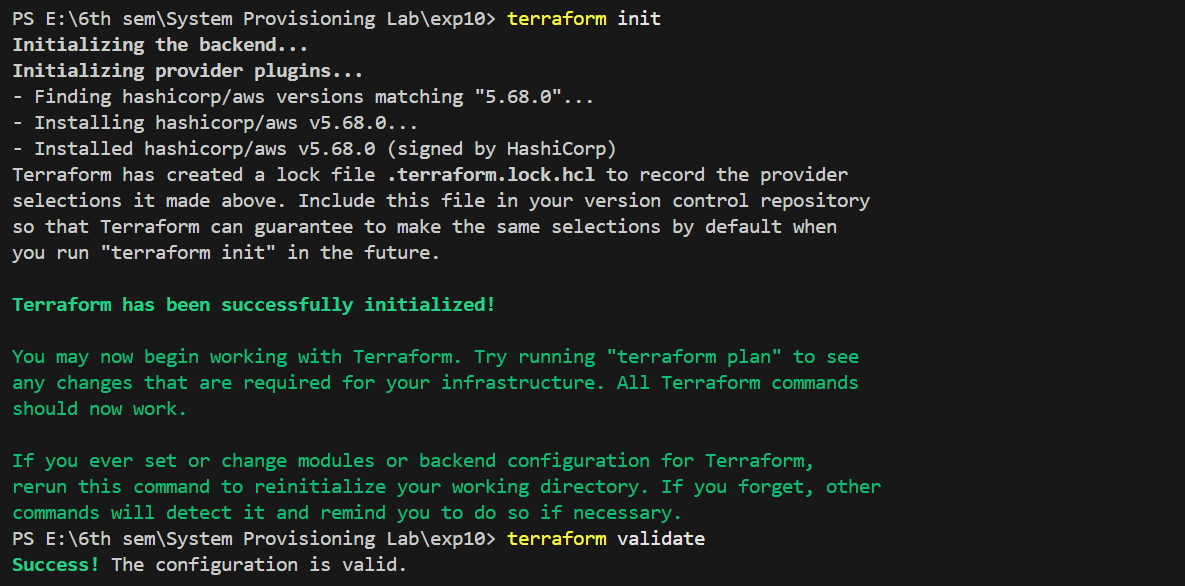 PS E:\6th sem\System Provisioning Lab\exp10> terraform init
Initializing the backend...
Initializing provider plugins...
- Finding hashicorp/aws versions matching "5.68.0"...
- Installing hashicorp/aws v5.68.0...
- Installed hashicorp/aws v5.68.0 (signed by HashiCorp)
Terraform has created a lock file .terraform.lock.hcl to record the provider
selections it made above. Include this file in your version control repository
so that Terraform can guarantee to make the same selections by default when
you run "terraform init" in the future.
Terraform has been successfully initialized!
You may now begin working with Terraform. Try running "terraform plan" to see
any changes that are required for your infrastructure. All Terraform commands
should now work.
If you ever set or change modules or backend configuration for Terraform,
rerun this command to reinitialize your working directory. If you forget, other
commands will detect it and remind you to do so if necessary.
PS E:\6th sem\System Provisioning Lab\exp10> terraform validate
Success! The configuration is valid.